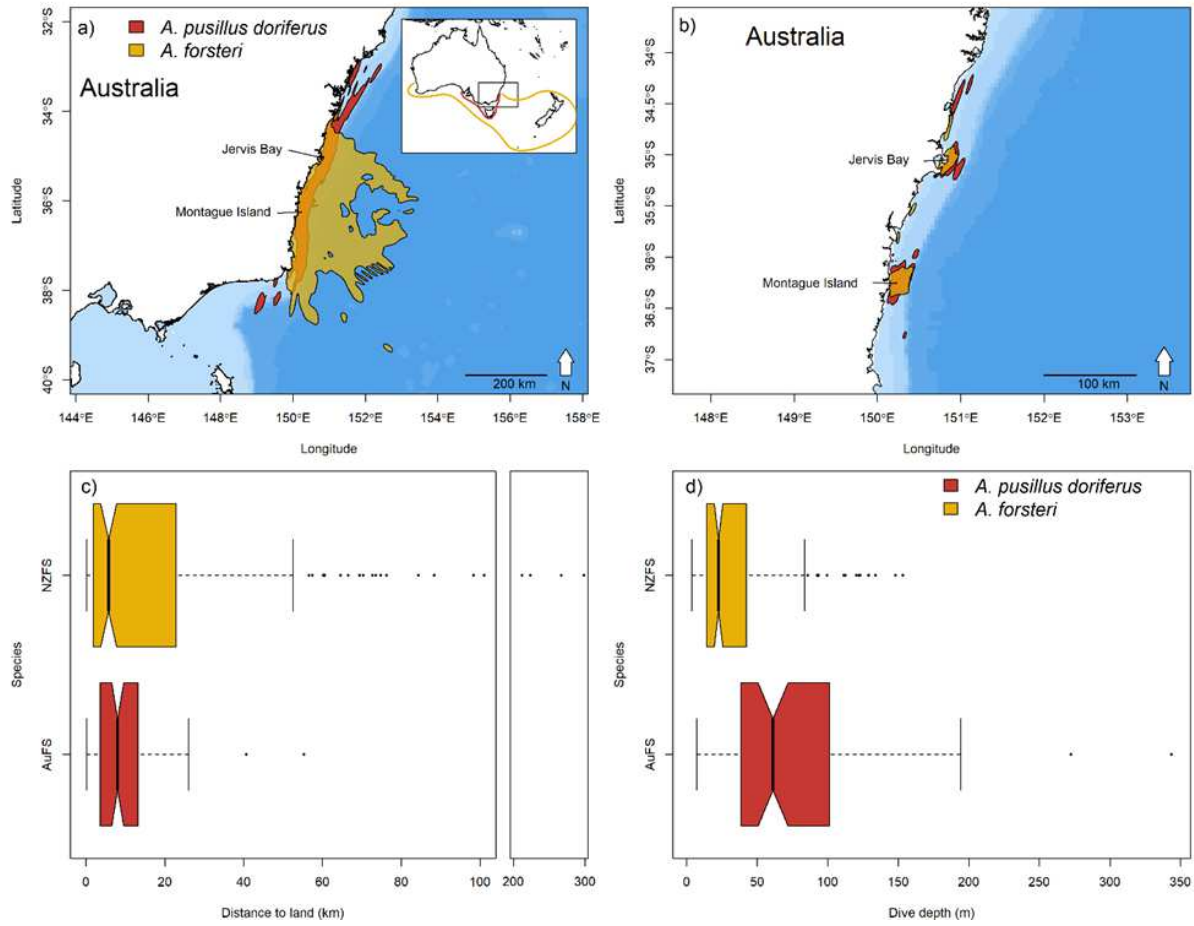 a)
A. pusillus doriferus
A. forsteri
Australia
Jervis Bay
Montague Island
200 km
N
32°S
34°S
36°S
38°S
40°S
Latitude
144°E 146°E 148°E 150°E 152°E 154°E 156°E 158°E
Longitude
b)
Australia
Jervis Bay
Montague Island
100 km
N
34°S
34.5°S
35°S
35.5°S
36°S
36.5°S
37°S
Latitude
148°E 149°E 150°E 151°E 152°E 153°E
Longitude
c)
NZFS
AuFS
Species
0 20 40 60 80 100 200 300
Distance to land (km)
d)
A. pusillus doriferus
A. forsteri
NZFS
AuFS
Species
0 50 100 150 200 250 300 350
Dive depth (m)